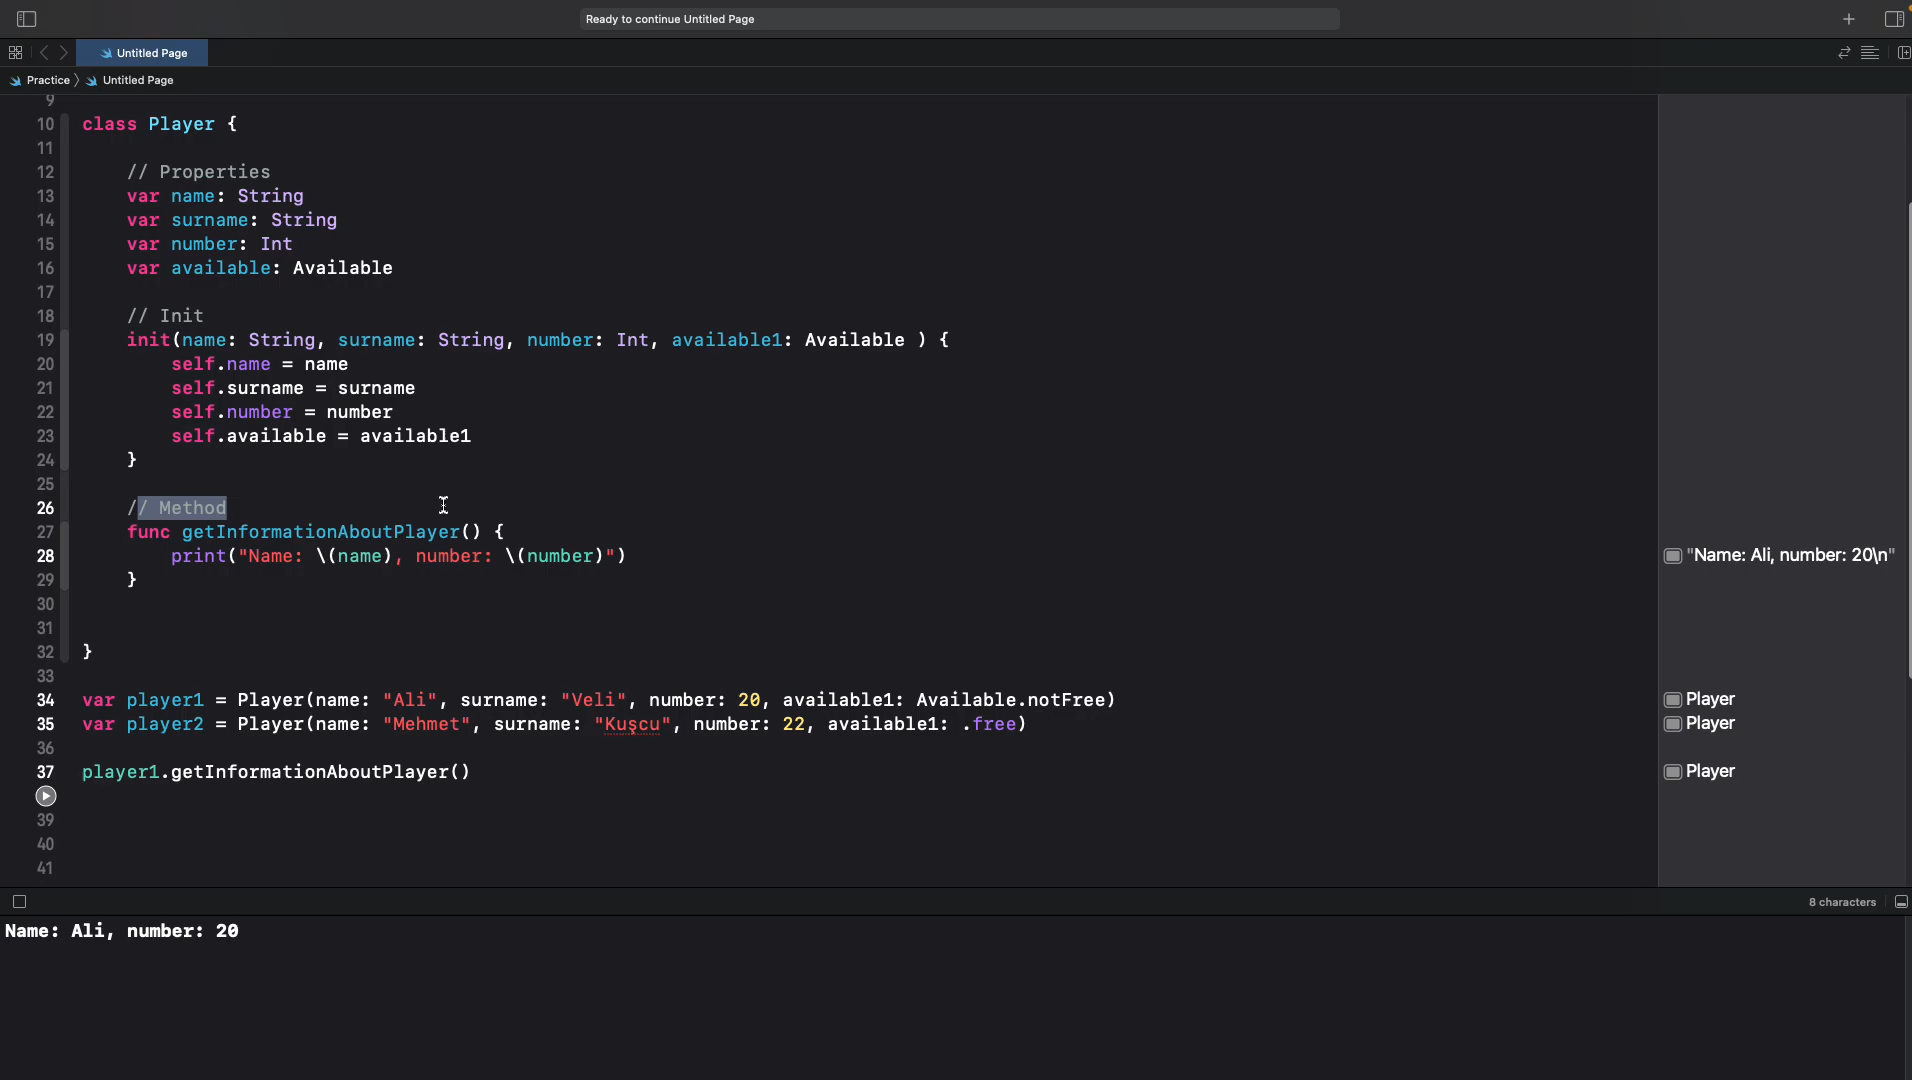 Ready to continue Untitled Page
Untitled Page
Practice 〉 Untitled Page
9
10 class Player {
11
12 // Properties
13 var name: String
14 var surname: String
15 var number: Int
16 var available: Available
17
18 // Init
19 init(name: String, surname: String, number: Int, available1: Available ) {
20 self.name = name
21 self.surname = surname
22 self.number = number
23 self.available = available1
24 }
25
26 // Method
27 func getInformationAboutPlayer() {
28 print("Name: \(name), number: \(number)") "Name: Ali, number: 20\n"
29 }
30
31
32 }
33
34 var player1 = Player(name: "Ali", surname: "Veli", number: 20, available1: Available.notFree) Player
35 var player2 = Player(name: "Mehmet", surname: "Kuşcu", number: 22, available1: .free) Player
36
37 player1.getInformationAboutPlayer() Player
39
40
41
8 characters
Name: Ali, number: 20